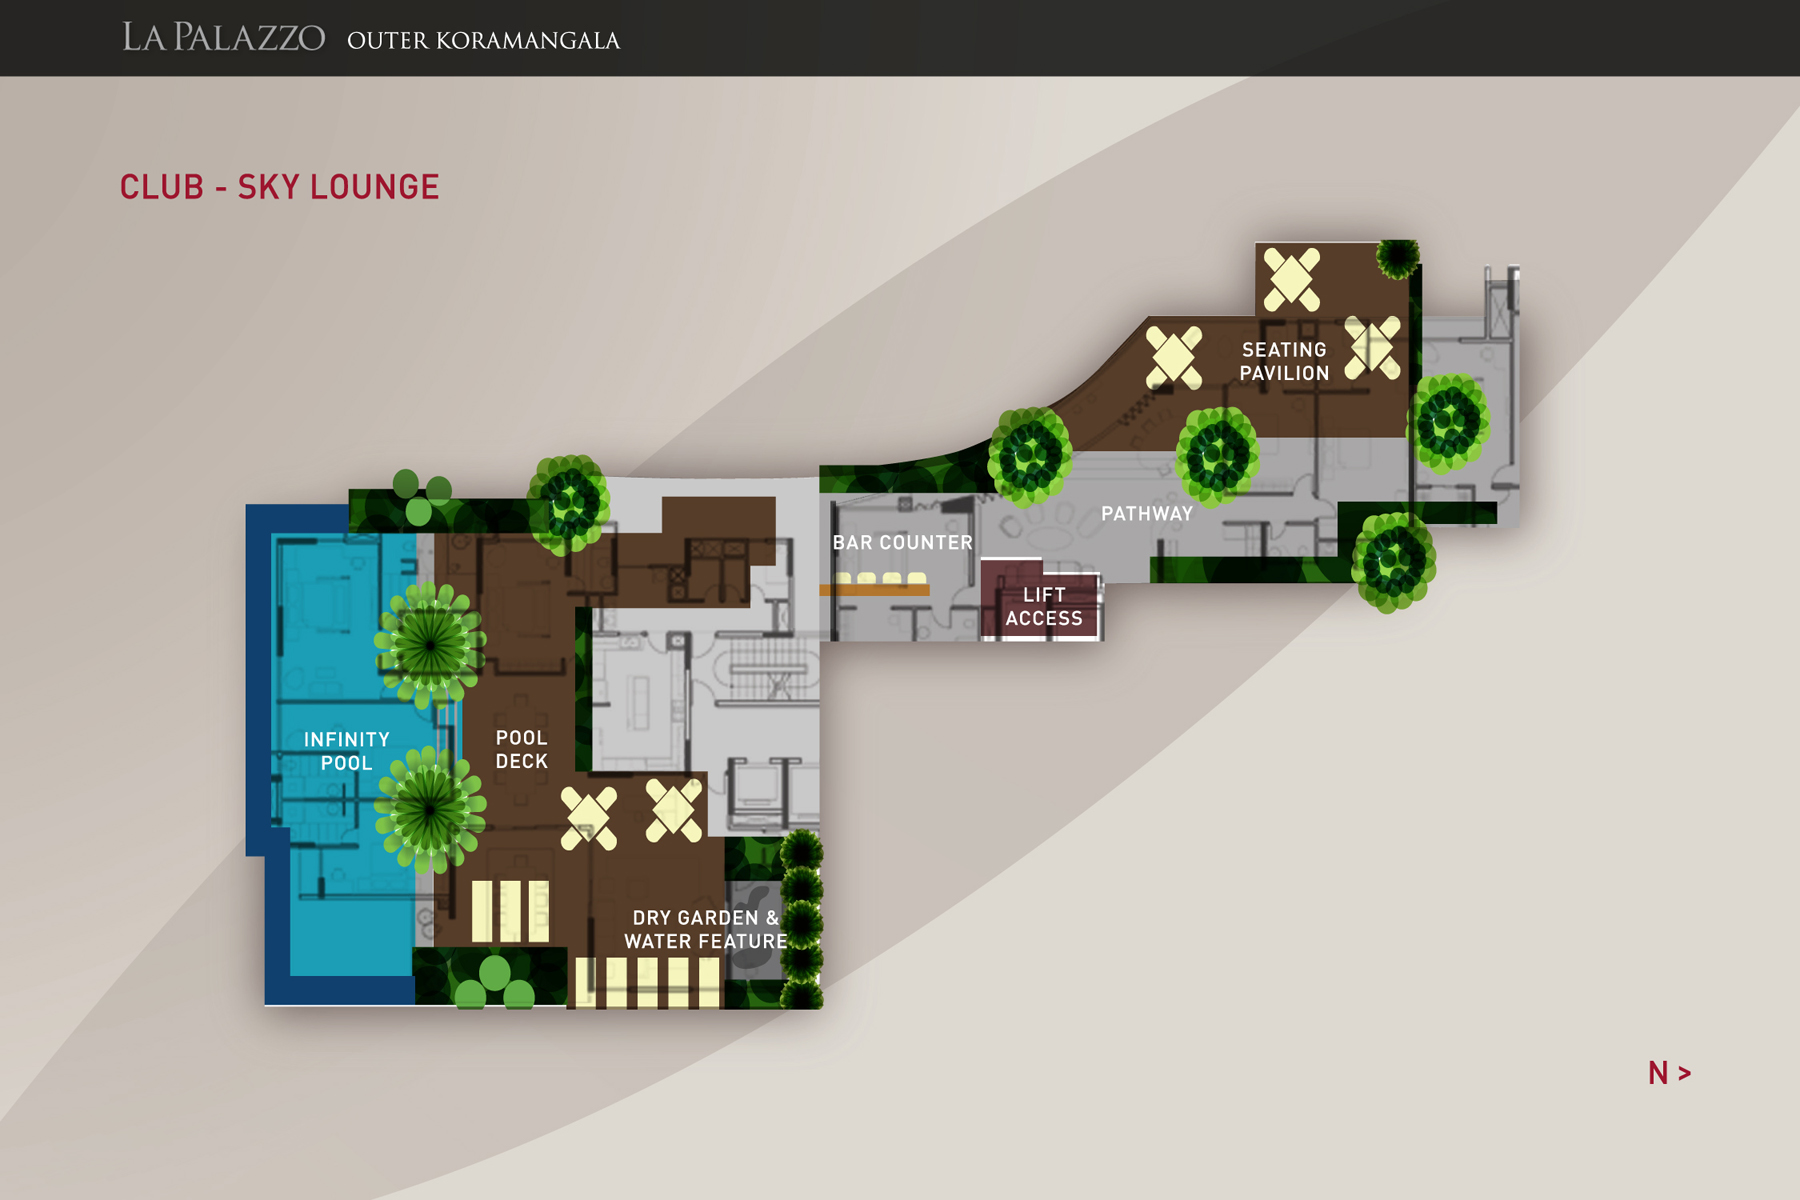 LA PALAZZO OUTER KORAMANGALA
CLUB - SKY LOUNGE
SEATING
PAVILION
PATHWAY
BAR COUNTER
LIFT
ACCESS
INFINITY
POOL
POOL
DECK
DRY GARDEN &
WATER FEATURE
N >